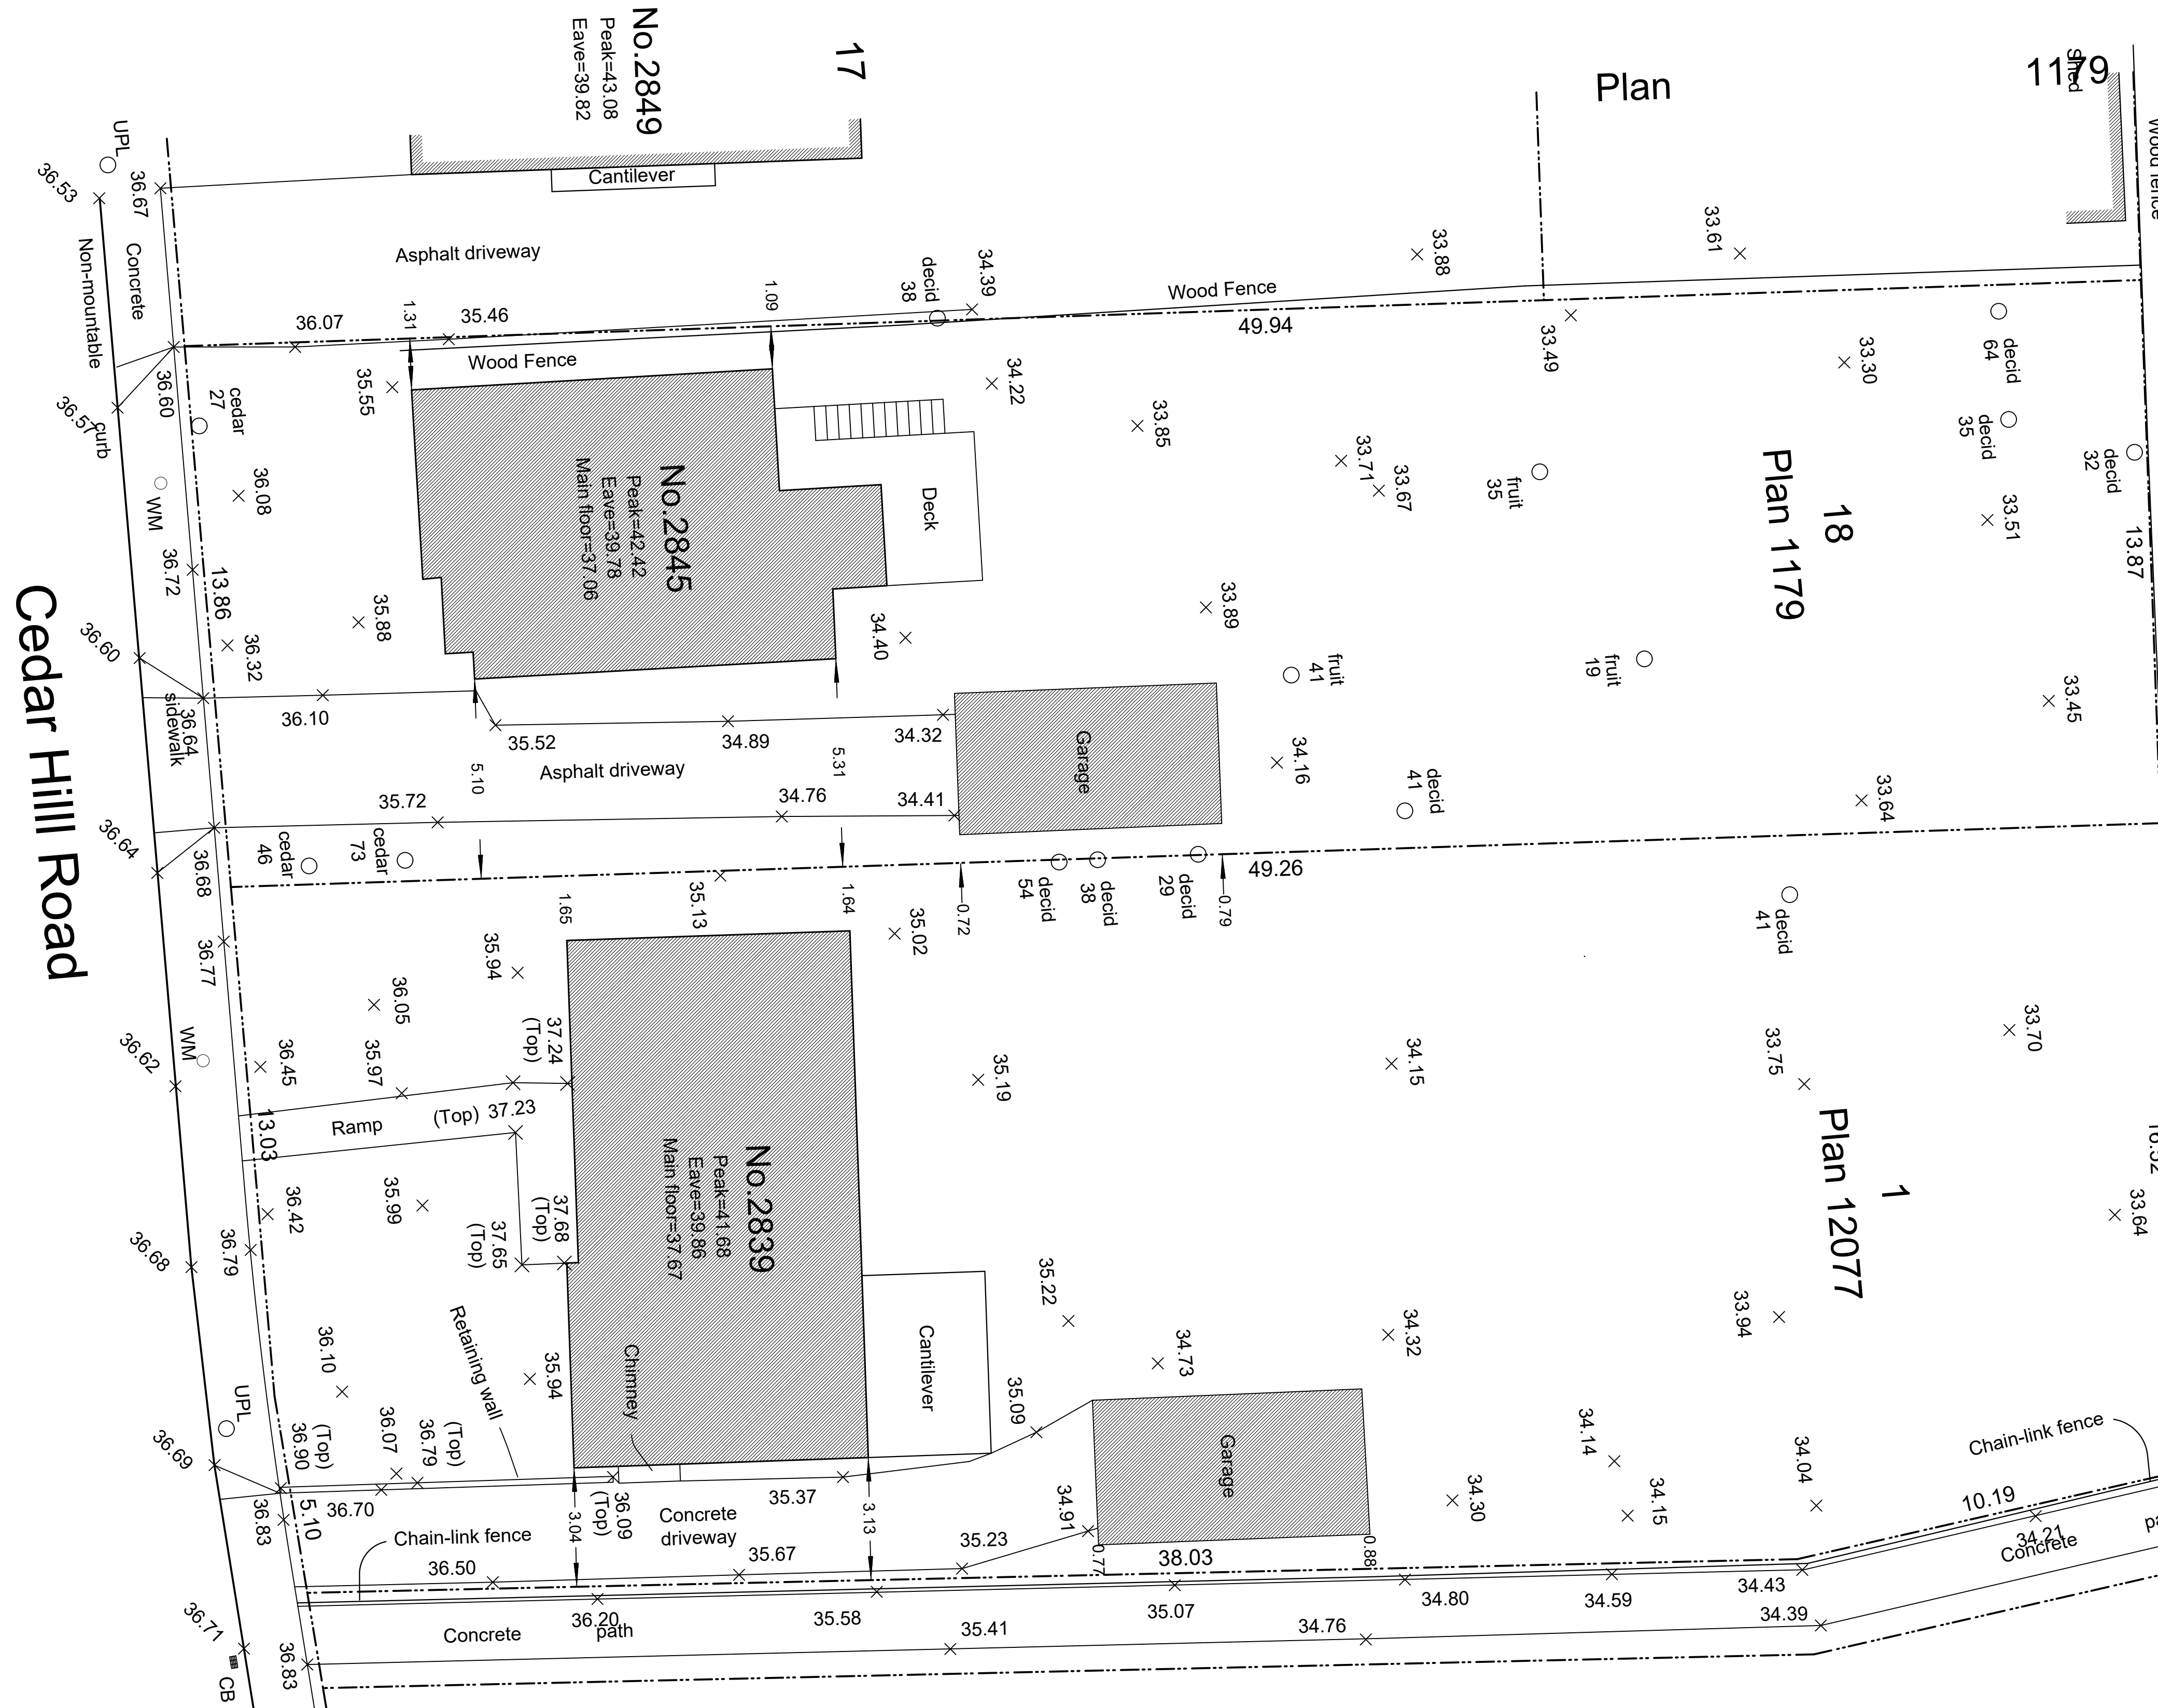 No.2849
Peak=43.08
Eave=39.82
17
Plan
1179
shed
Wood fence
UPL
36.53
36.67
Cantilever
Non-mountable
Concrete
Asphalt driveway
decid
38
34.39
33.88
33.61
Wood Fence
36.07
1.31
35.46
1.09
49.94
33.49
33.30
decid
64
Wood Fence
35.55
36.60
cedar
27
34.22
33.85
36.57
curb
decid
35
decid
32
33.71
33.67
fruit
35
36.08
WM
No.2845
Peak=42.42
Eave=39.78
Main floor=37.06
Deck
18
Plan 1179
33.51
13.87
36.72
13.86
35.88
36.60
36.32
34.40
33.89
fruit
41
fruit
19
33.45
Cedar Hill Road
sidewalk
36.64
36.10
35.52
34.89
34.32
Garage
34.16
5.10
Asphalt driveway
5.31
35.72
34.76
34.41
decid
41
33.64
36.64
36.68
cedar
46
cedar
73
49.26
decid
54
decid
38
decid
29
1.65
35.13
1.64
0.72
0.79
35.02
decid
41
36.77
35.94
36.05
WM
36.62
36.45
35.97
37.24
(Top)
35.19
34.15
33.75
33.70
13.03
Ramp
(Top) 37.23
No.2839
Peak=41.68
Eave=39.86
Main floor=37.67
1
Plan 12077
36.42
35.99
37.65
(Top)
37.68
(Top)
33.64
36.68
36.79
35.22
34.32
33.94
36.10
Retaining wall
35.94
Chimney
Cantilever
34.73
35.09
UPL
36.69
36.90
(Top)
36.07
36.79
(Top)
Garage
34.14
34.04
Chain-link fence
36.83
5.10
36.70
3.04
36.09
(Top)
Concrete
driveway
35.37
3.13
34.91
34.30
34.15
10.19
34.21
Concrete
Chain-link fence
36.50
35.67
35.23
0.77
38.03
0.88
36.71
36.83
36.20
35.58
35.07
34.80
34.59
34.43
Concrete path
35.41
34.76
34.39
CB